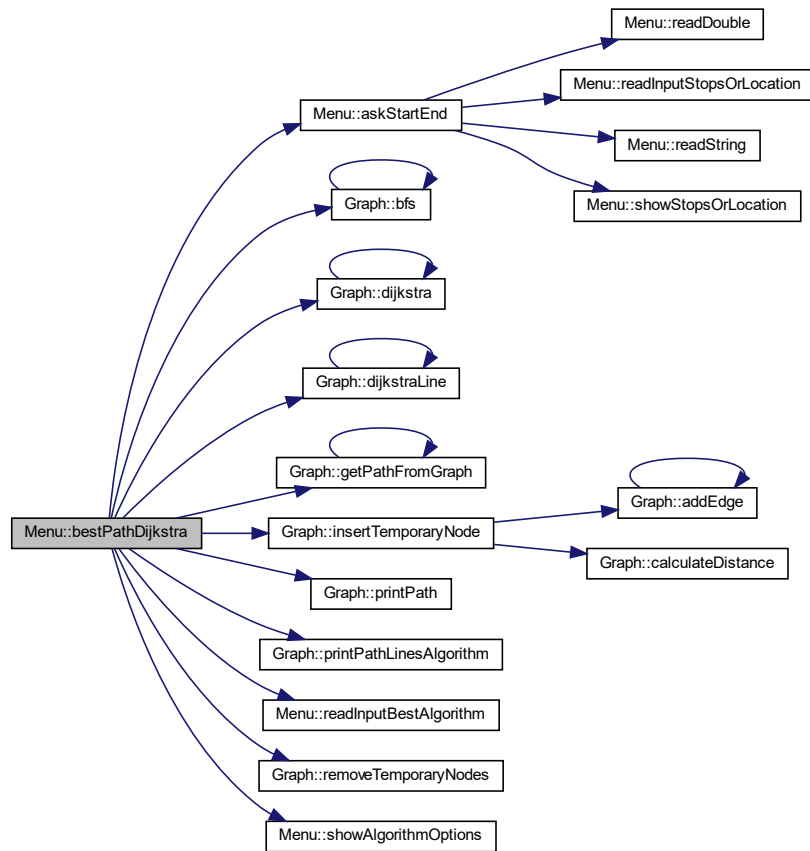 Menu::readDouble
Menu::readInputStopsOrLocation
Menu::askStartEnd
Menu::readString
Menu::showStopsOrLocation
Graph::bfs
Graph::dijkstra
Graph::dijkstraLine
Graph::getPathFromGraph
Graph::addEdge
Menu::bestPathDijkstra
Graph::insertTemporaryNode
Graph::calculateDistance
Graph::printPath
Graph::printPathLinesAlgorithm
Menu::readInputBestAlgorithm
Graph::removeTemporaryNodes
Menu::showAlgorithmOptions